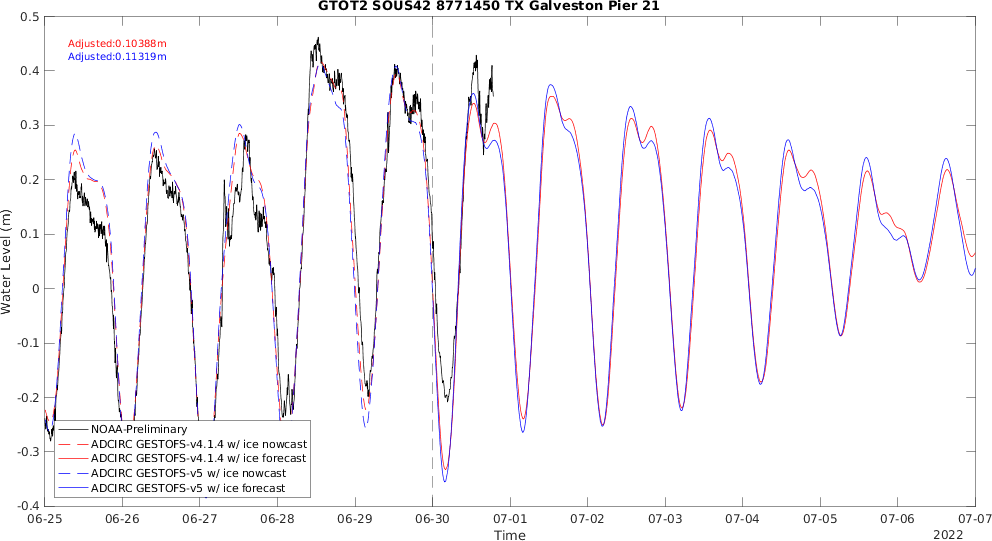 GTOT2 SOUS42 8771450 TX Galveston Pier 21
Adjusted:0.10388m
Adjusted:0.11319m
Water Level (m)
0.5
0.4
0.3
0.2
0.1
0
-0.1
-0.2
-0.3
-0.4
NOAA-Preliminary
ADCIRC GESTOFS-v4.1.4 w/ ice nowcast
ADCIRC GESTOFS-v4.1.4 w/ ice forecast
ADCIRC GESTOFS-v5 w/ ice nowcast
ADCIRC GESTOFS-v5 w/ ice forecast
06-25 06-26 06-27 06-28 06-29 06-30 07-01 07-02 07-03 07-04 07-05 07-06 07-07
Time
2022